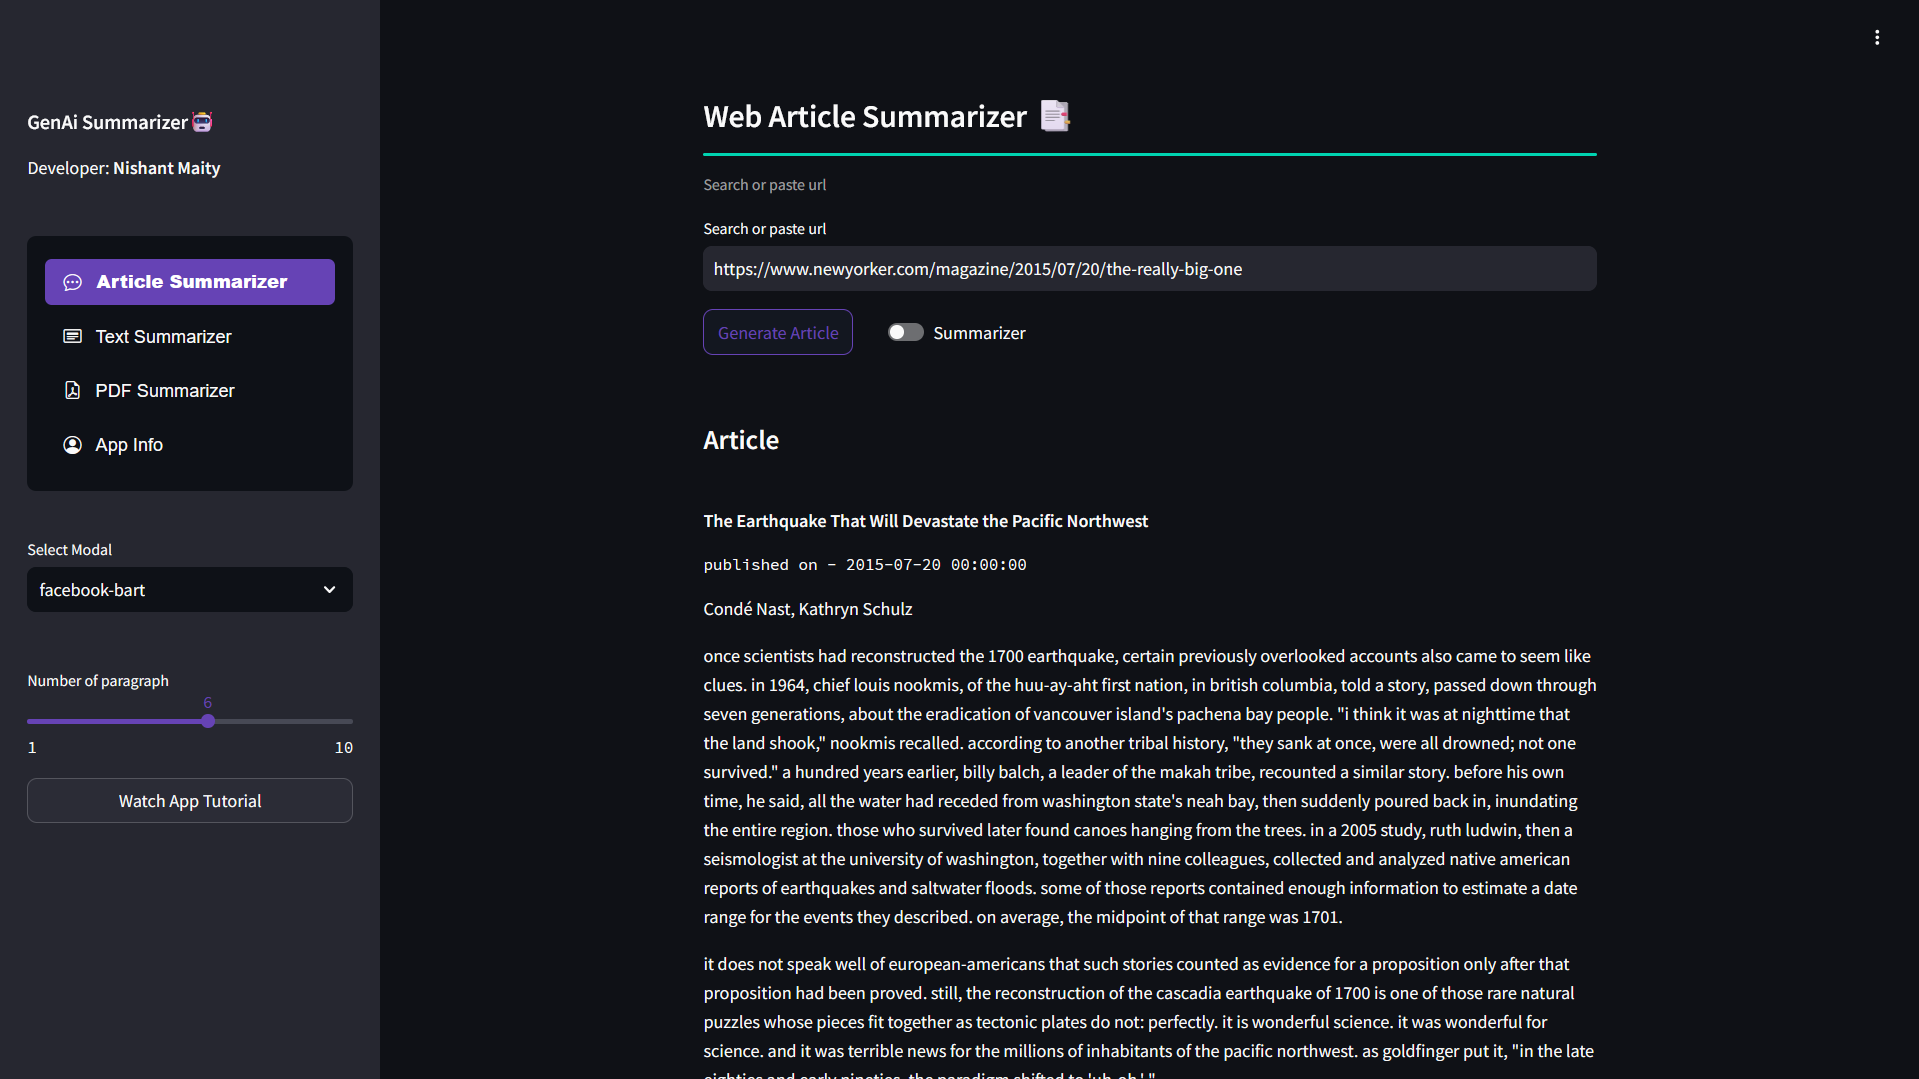 GenAi Summarizer
Developer: Nishant Maity
Article Summarizer
Text Summarizer
PDF Summarizer
App Info
Select Modal
facebook-bart
Number of paragraph
6
1 10
Watch App Tutorial
Web Article Summarizer
Search or paste url
Search or paste url
https://www.newyorker.com/magazine/2015/07/20/the-really-big-one
Generate Article
Summarizer
Article
The Earthquake That Will Devastate the Pacific Northwest
published on - 2015-07-20 00:00:00
Condé Nast, Kathryn Schulz
once scientists had reconstructed the 1700 earthquake, certain previously overlooked accounts also came to seem like
clues. in 1964, chief louis nookmis, of the huu-ay-aht first nation, in british columbia, told a story, passed down through
seven generations, about the eradication of vancouver island's pachena bay people. "i think it was at nighttime that
the land shook," nookmis recalled. according to another tribal history, "they sank at once, were all drowned; not one
survived." a hundred years earlier, billy balch, a leader of the makah tribe, recounted a similar story. before his own
time, he said, all the water had receded from washington state's neah bay, then suddenly poured back in, inundating
the entire region. those who survived later found canoes hanging from the trees. in a 2005 study, ruth ludwin, then a
seismologist at the university of washington, together with nine colleagues, collected and analyzed native american
reports of earthquakes and saltwater floods. some of those reports contained enough information to estimate a date
range for the events they described. on average, the midpoint of that range was 1701.
it does not speak well of european-americans that such stories counted as evidence for a proposition only after that
proposition had been proved. still, the reconstruction of the cascadia earthquake of 1700 is one of those rare natural
puzzles whose pieces fit together as tectonic plates do not: perfectly. it is wonderful science. it was wonderful for
science. and it was terrible news for the millions of inhabitants of the pacific northwest. as goldfinger put it, "in the late
eighties and early nineties, the paradigm shifted to 'uh-oh.' "